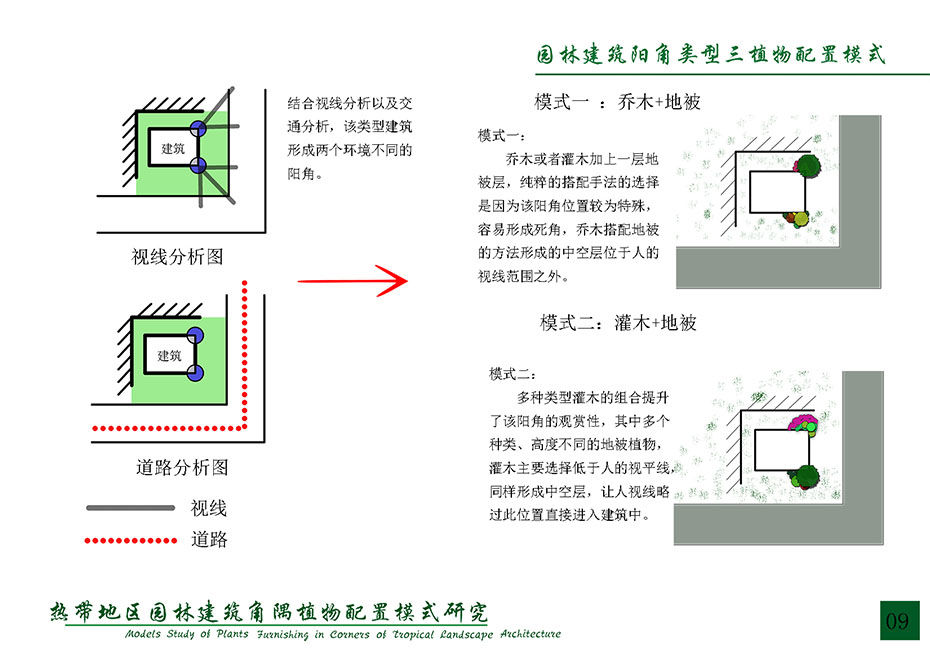 园林建筑阳角类型三植物配置模式
结合视线分析以及交
通分析，该类型建筑
形成两个环境不同的
阳角。
建筑
视线分析图
建筑
道路分析图
视线
道路
模式一 ：乔木+地被
模式一：
乔木或者灌木加上一层地
被层，纯粹的搭配手法的选择
是因为该阳角位置较为特殊，
容易形成死角，乔木搭配地被
的方法形成的中空层位于人的
视线范围之外。
模式二：灌木+地被
模式二：
多种类型灌木的组合提升
了该阳角的观赏性，其中多个
种类、高度不同的地被植物，
灌木主要选择低于人的视平线，
同样形成中空层，让人视线略
过此位置直接进入建筑中。
热带地区园林建筑角隅植物配置模式研究
Models Study of Plants Furnishing in Corners of Tropical Landscape Architecture
09